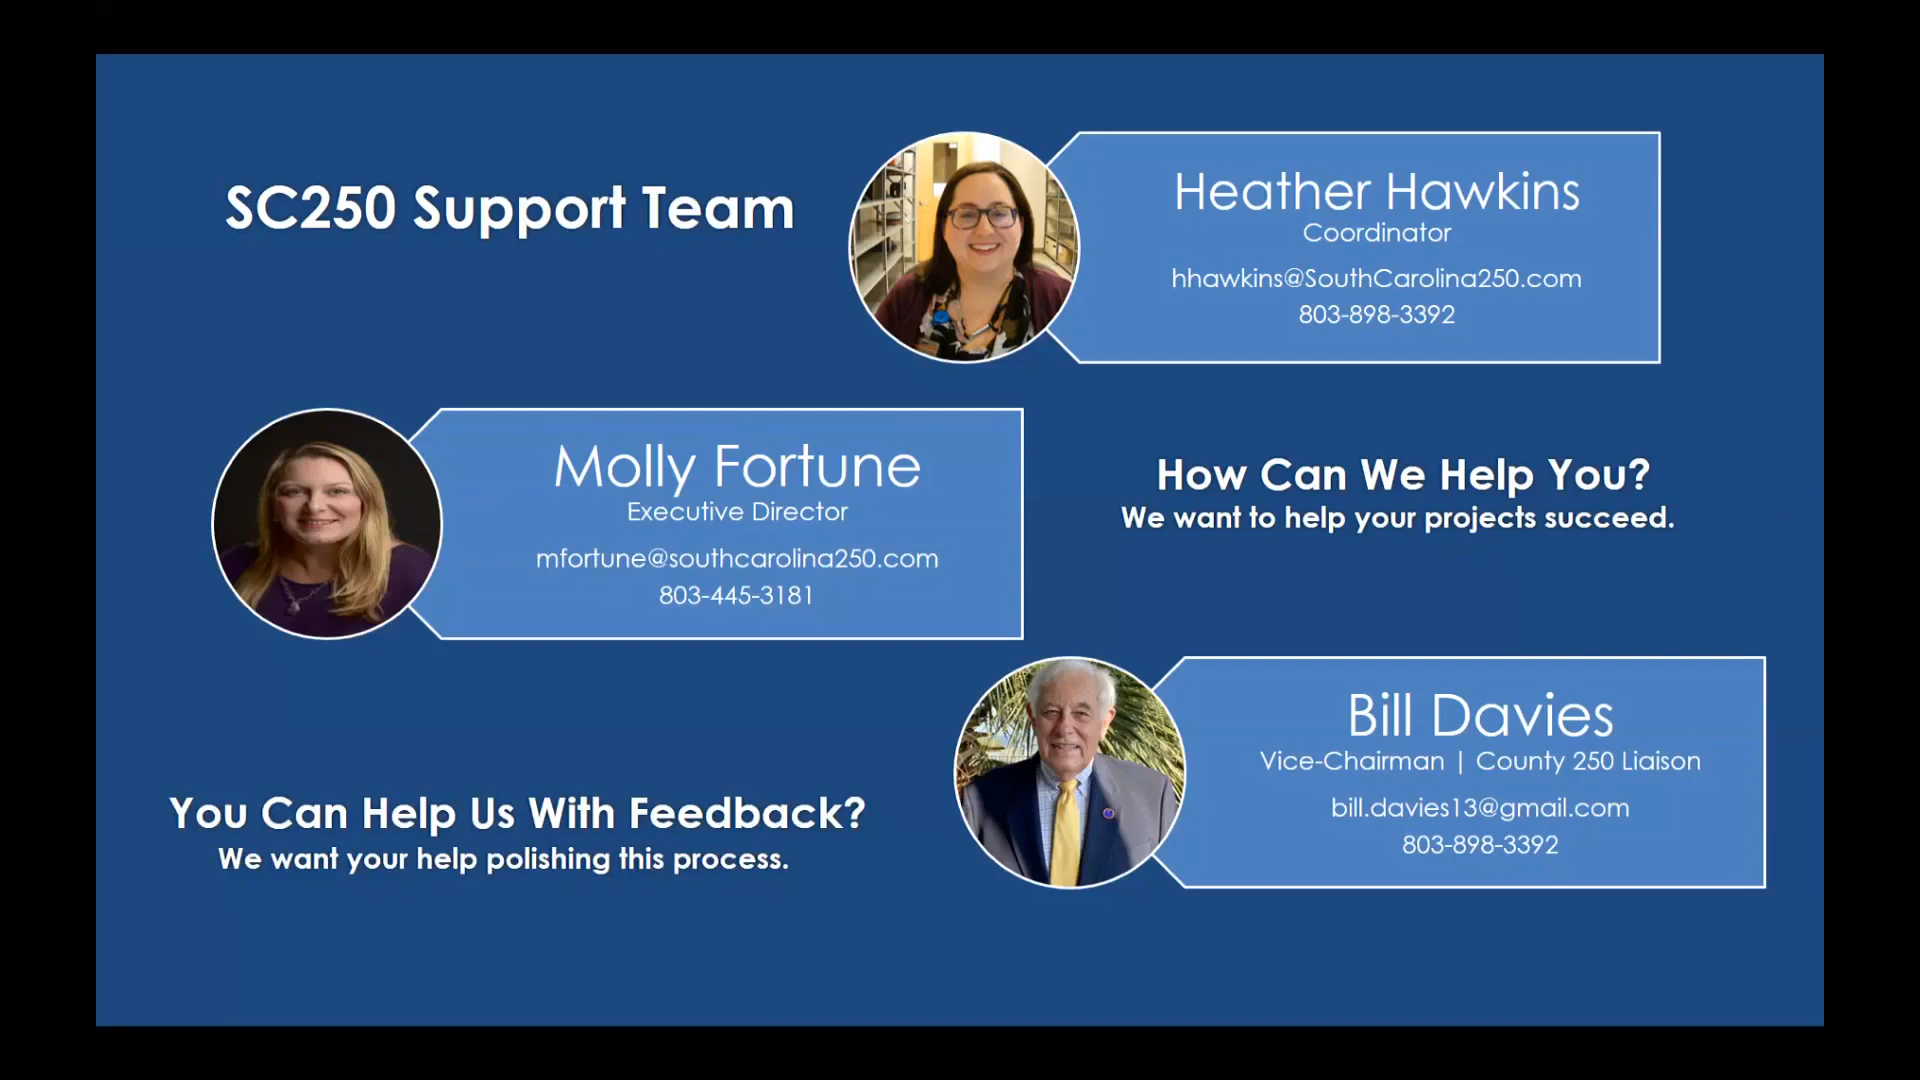 SC250 Support Team
Heather Hawkins
Coordinator
hhawkins@SouthCarolina250.com
803-898-3392
Molly Fortune
Executive Director
mfortune@southcarolina250.com
803-445-3181
How Can We Help You?
We want to help your projects succeed.
Bill Davies
Vice-Chairman | County 250 Liaison
bill.davies13@gmail.com
803-898-3392
You Can Help Us With Feedback?
We want your help polishing this process.